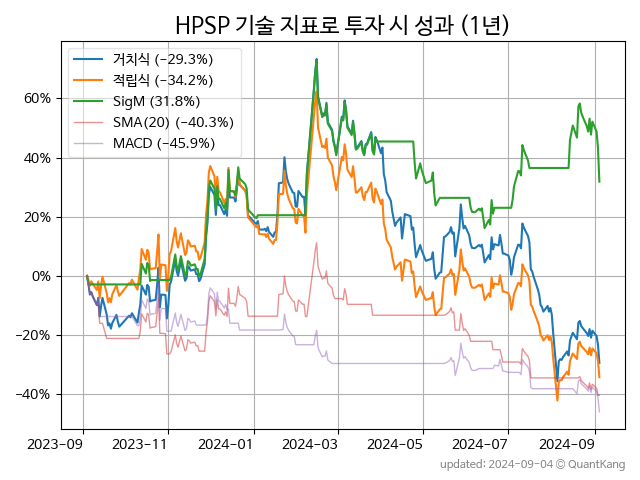 HPSP 기술 지표로 투자 시 성과 (1년)
거치식 (−29.3%)
적립식 (−34.2%)
SigM (31.8%)
SMA(20) (−40.3%)
MACD (−45.9%)
60%
40%
20%
0%
−20%
−40%
2023−09
2023−11
2024−01
2024−03
2024−05
2024−07
2024−09
updated: 2024−09−04 © QuantKang